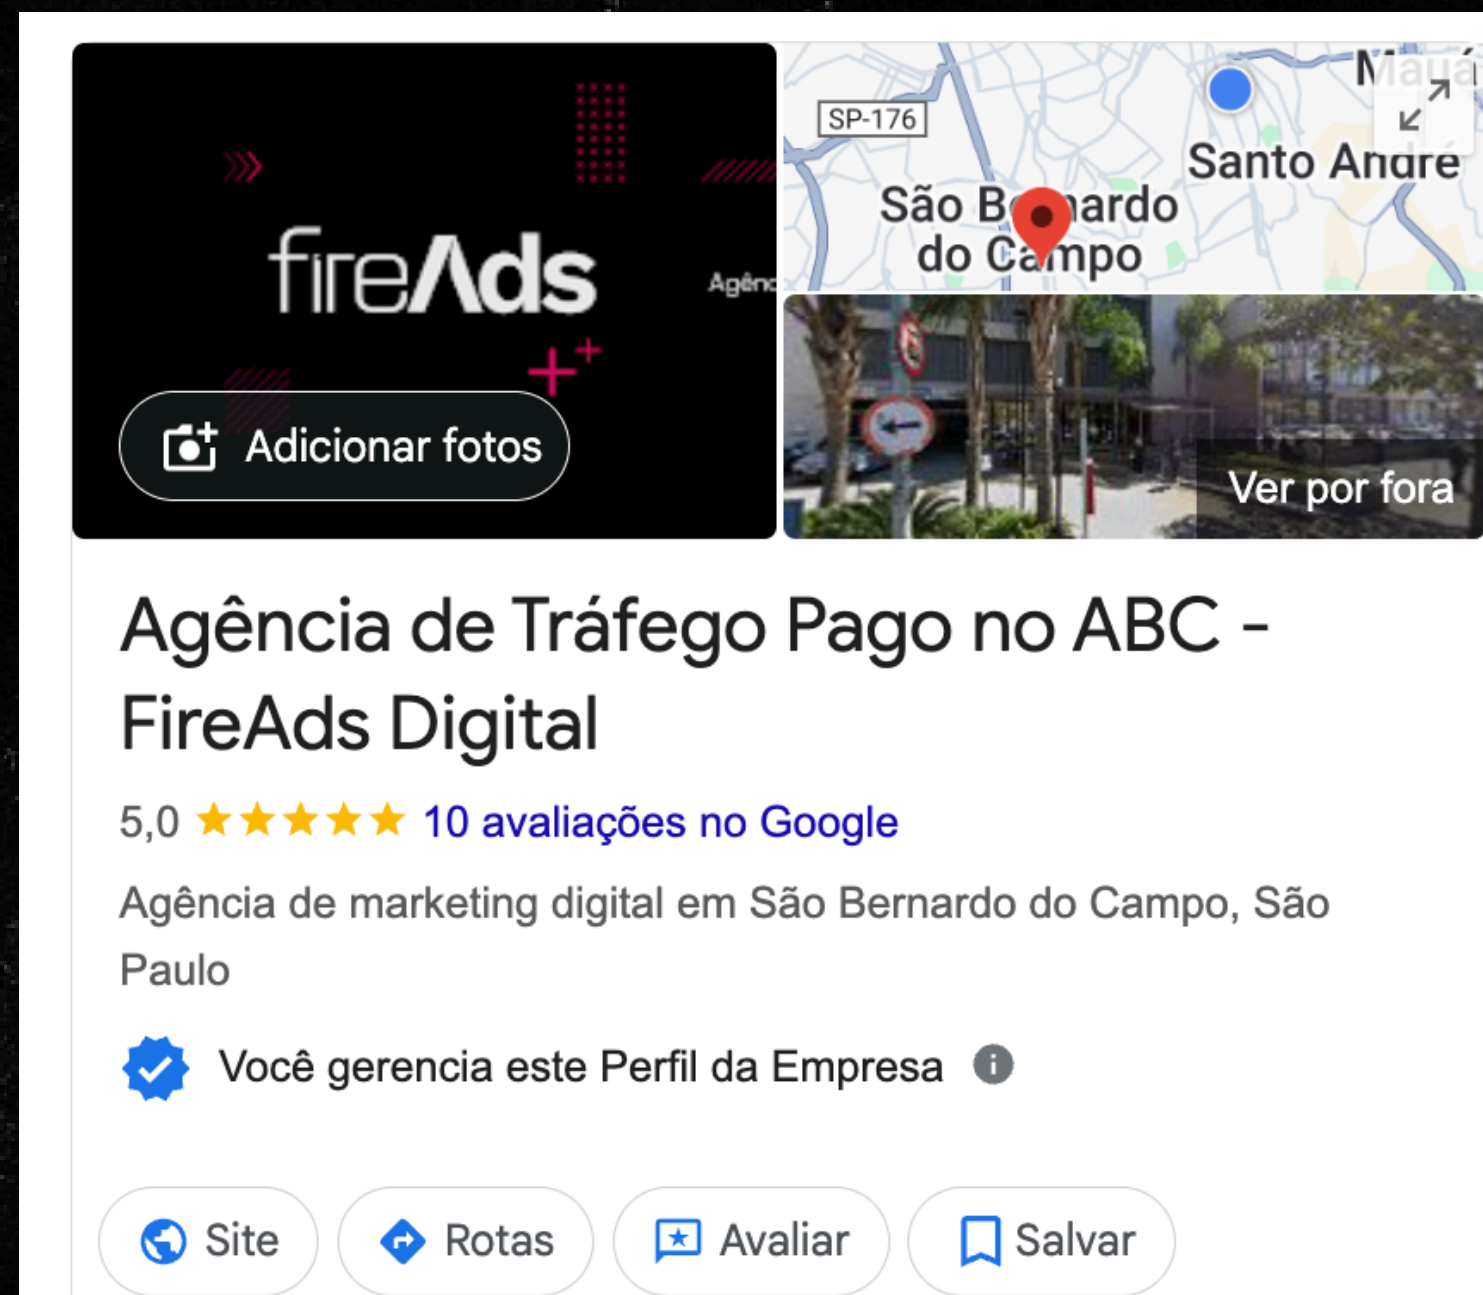 fireAds
Agênc
Adicionar fotos
SP-176
Mauá
Santo André
São Bernardo
do Campo
Ver por fora
Agência de Tráfego Pago no ABC -
FireAds Digital
5,0 10 avaliações no Google
Agência de marketing digital em São Bernardo do Campo, São
Paulo
Você gerencia este Perfil da Empresa
Site
Rotas
Avaliar
Salvar